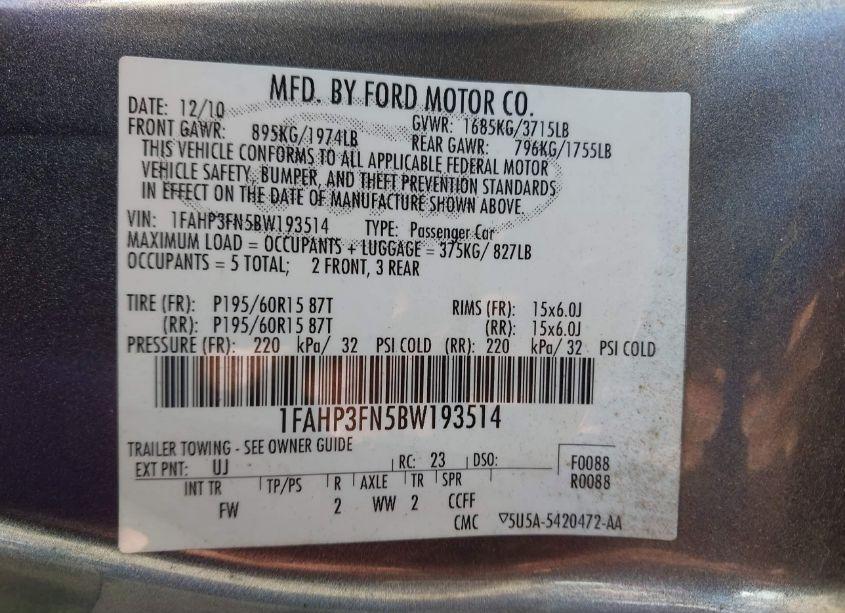 MFD. BY FORD MOTOR CO.
DATE: 12/10 GVWR: 1685KG/3715LB
FRONT GAWR: 895KG/1974LB REAR GAWR: 796KG/1755LB
THIS VEHICLE CONFORMS TO ALL APPLICABLE FEDERAL MOTOR
VEHICLE SAFETY, BUMPER, AND THEFT PREVENTION STANDARDS
IN EFFECT ON THE DATE OF MANUFACTURE SHOWN ABOVE.
VIN: 1FAHP3FN5BW193514 TYPE: Passenger Car
MAXIMUM LOAD = OCCUPANTS + LUGGAGE = 375KG/ 827LB
OCCUPANTS = 5 TOTAL; 2 FRONT, 3 REAR
TIRE (FR): P195/60R15 87T RIMS (FR): 15x6.0J
(RR): P195/60R15 87T (RR): 15x6.0J
PRESSURE (FR): 220 kPa/ 32 PSI COLD (RR): 220 kPa/ 32 PSI COLD
1FAHP3FN5BW193514
TRAILER TOWING - SEE OWNER GUIDE
EXT PNT: UJ RC: 23 DSO: F0088
INT TR TP/PS R AXLE TR SPR R0088
FW 2 WW 2 CCFF
CMC ▽5U5A-5420472-AA